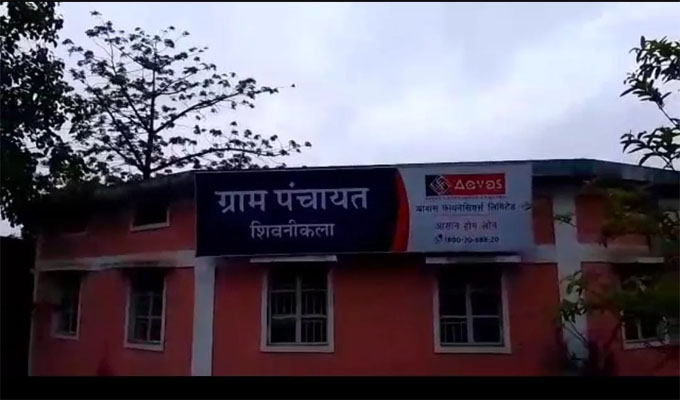 ग्राम पंचायत
शिवनीकला
Aavas
आवास फायनेंसियर्स लिमिटेड
आसान होम लोन
1800-20-888-20